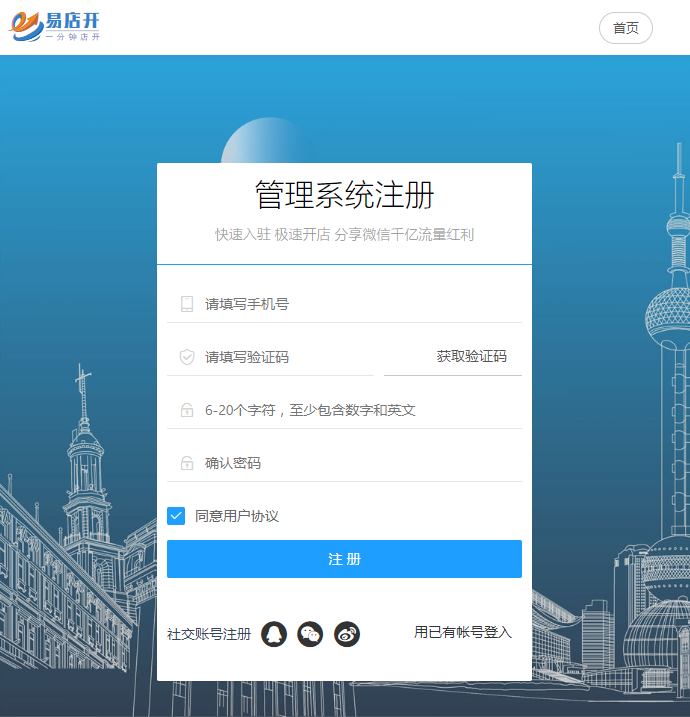 易店开
一分钟店开
首页
管理系统注册
快速入驻 极速开店 分享微信千亿流量红利
请填写手机号
请填写验证码
获取验证码
6-20个字符，至少包含数字和英文
确认密码
同意用户协议
注 册
社交账号注册
用已有帐号登入